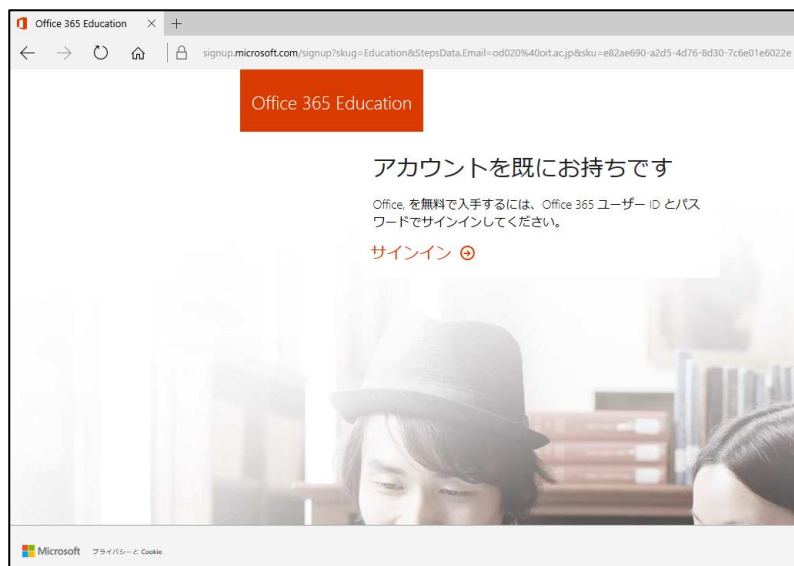 Office 365 Education
signup.microsoft.com/signup?skug=Education&StepsData.Email=od020%40oit.ac.jp&sku=e82ae690-a2d5-4d76-8d30-7c6e01e6022e
Office 365 Education
アカウントを既にお持ちです
Office, を無料で入手するには、Office 365 ユーザー ID とパス
ワードでサインインしてください。
サインイン
Microsoft プライバシーと Cookie